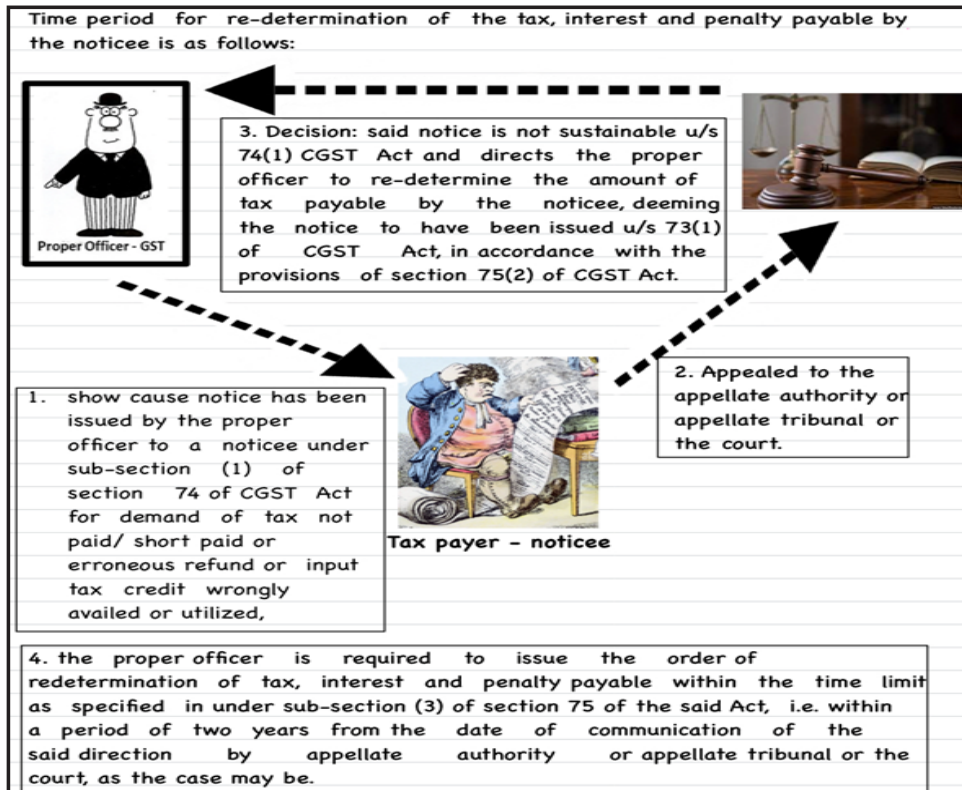 Time period for re-determination of the tax, interest and penalty payable by
the noticee is as follows:
3. Decision: said notice is not sustainable u/s
74(1) CGST Act and directs the proper
officer to re-determine the amount of
tax payable by the noticee, deeming
the notice to have been issued u/s 73(1)
of CGST Act, in accordance with the
provisions of section 75(2) of CGST Act.
Proper Officer - GST
2. Appealed to the
appellate authority or
appellate tribunal or
the court.
1. show cause notice has been
issued by the proper
officer to a noticee under
sub-section (1) of
section 74 of CGST Act
for demand of tax not
paid/ short paid or
erroneous refund or input
tax credit wrongly
availed or utilized,
Tax payer - noticee
4. the proper officer is required to issue the order of
redetermination of tax, interest and penalty payable within the time limit
as specified in under sub-section (3) of section 75 of the said Act, i.e. within
a period of two years from the date of communication of the
said direction by appellate authority or appellate tribunal or the
court, as the case may be.